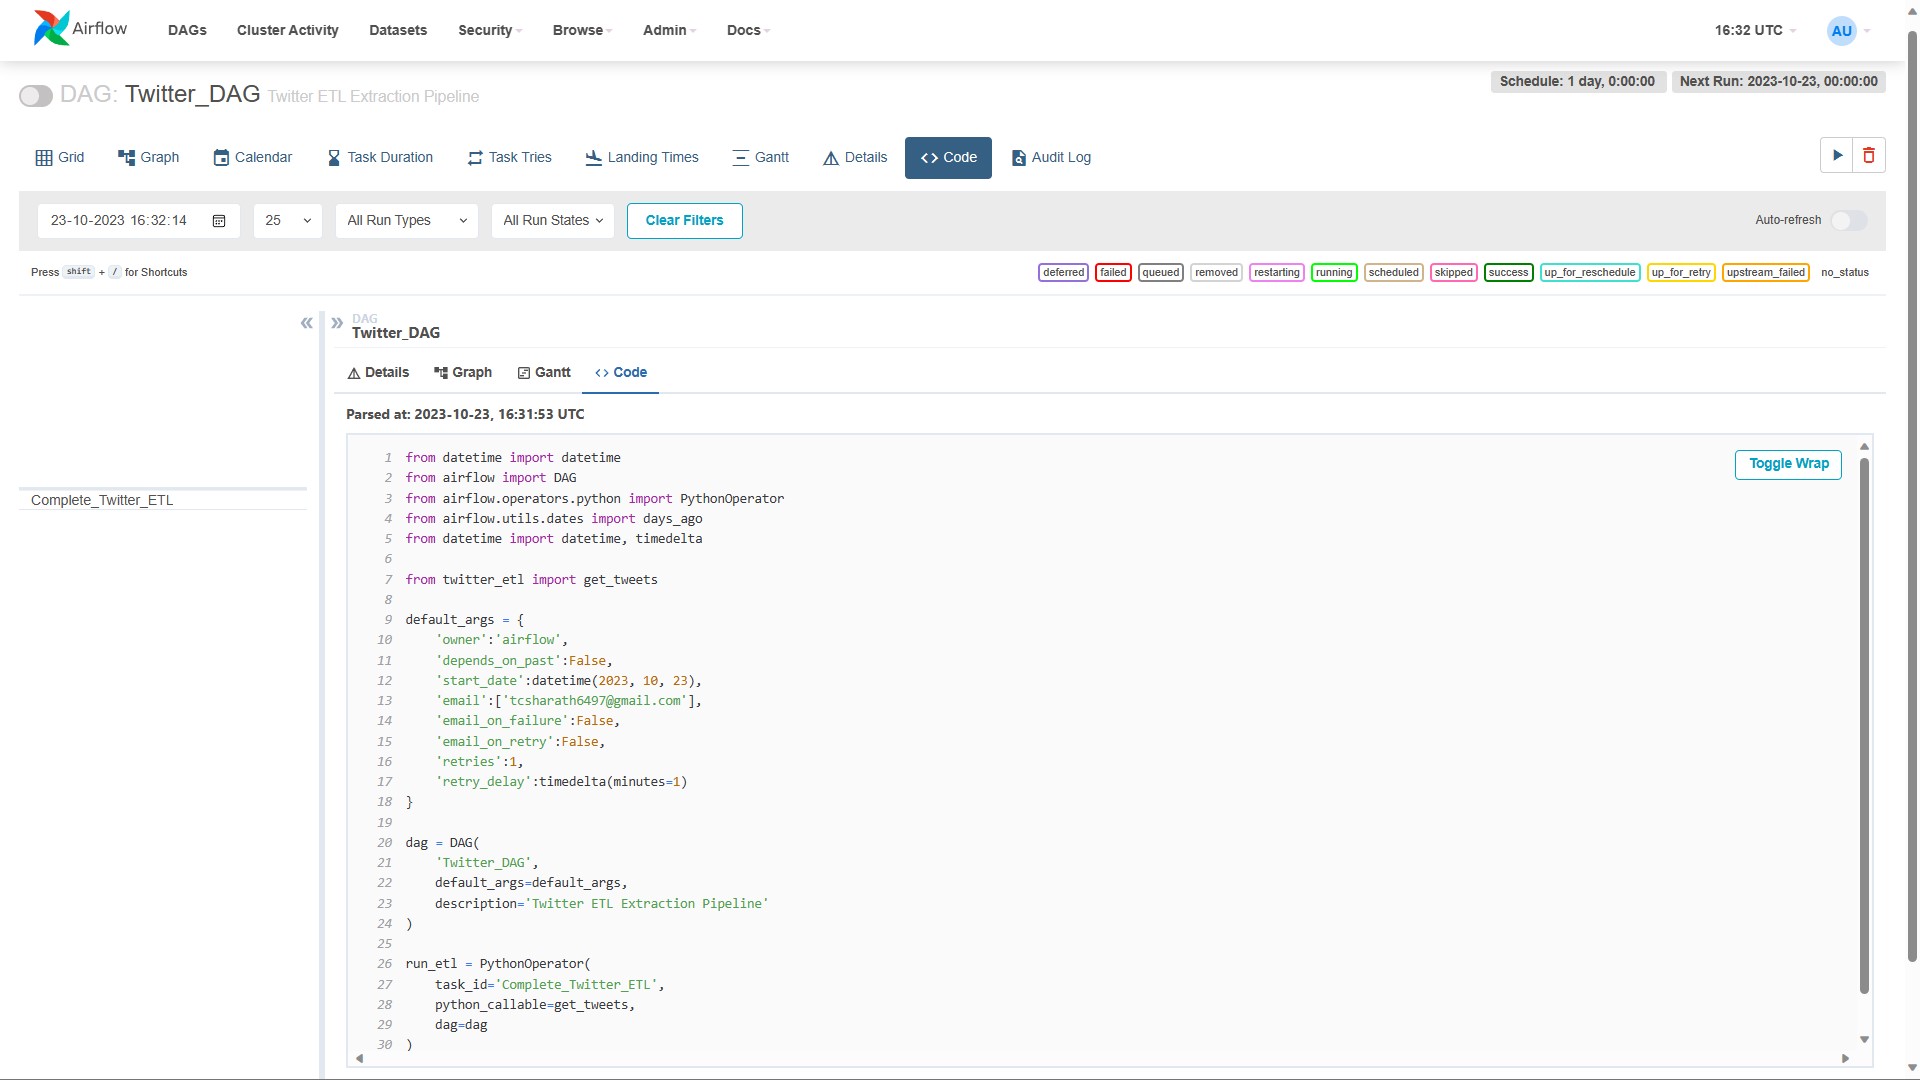 Airflow DAGs Cluster Activity Datasets Security Browse Admin Docs 16:32 UTC AU
DAG: Twitter_DAG Twitter ETL Extraction Pipeline Schedule: 1 day, 0:00:00 Next Run: 2023-10-23, 00:00:00
Grid Graph Calendar Task Duration Task Tries Landing Times Gantt Details <> Code Audit Log
23-10-2023 16:32:14 25 All Run Types All Run States Clear Filters Auto-refresh
Press shift + / for Shortcuts deferred failed queued removed restarting running scheduled skipped success up_for_reschedule up_for_retry upstream_failed no_status
« » DAG
Twitter_DAG
Details Graph Gantt <> Code
Parsed at: 2023-10-23, 16:31:53 UTC
Toggle Wrap
Complete_Twitter_ETL
1 from datetime import datetime
2 from airflow import DAG
3 from airflow.operators.python import PythonOperator
4 from airflow.utils.dates import days_ago
5 from datetime import datetime, timedelta
6
7 from twitter_etl import get_tweets
8
9 default_args = {
10 'owner':'airflow',
11 'depends_on_past':False,
12 'start_date':datetime(2023, 10, 23),
13 'email':['tcsharath6497@gmail.com'],
14 'email_on_failure':False,
15 'email_on_retry':False,
16 'retries':1,
17 'retry_delay':timedelta(minutes=1)
18 }
19
20 dag = DAG(
21 'Twitter_DAG',
22 default_args=default_args,
23 description='Twitter ETL Extraction Pipeline'
24 )
25
26 run_etl = PythonOperator(
27 task_id='Complete_Twitter_ETL',
28 python_callable=get_tweets,
29 dag=dag
30 )